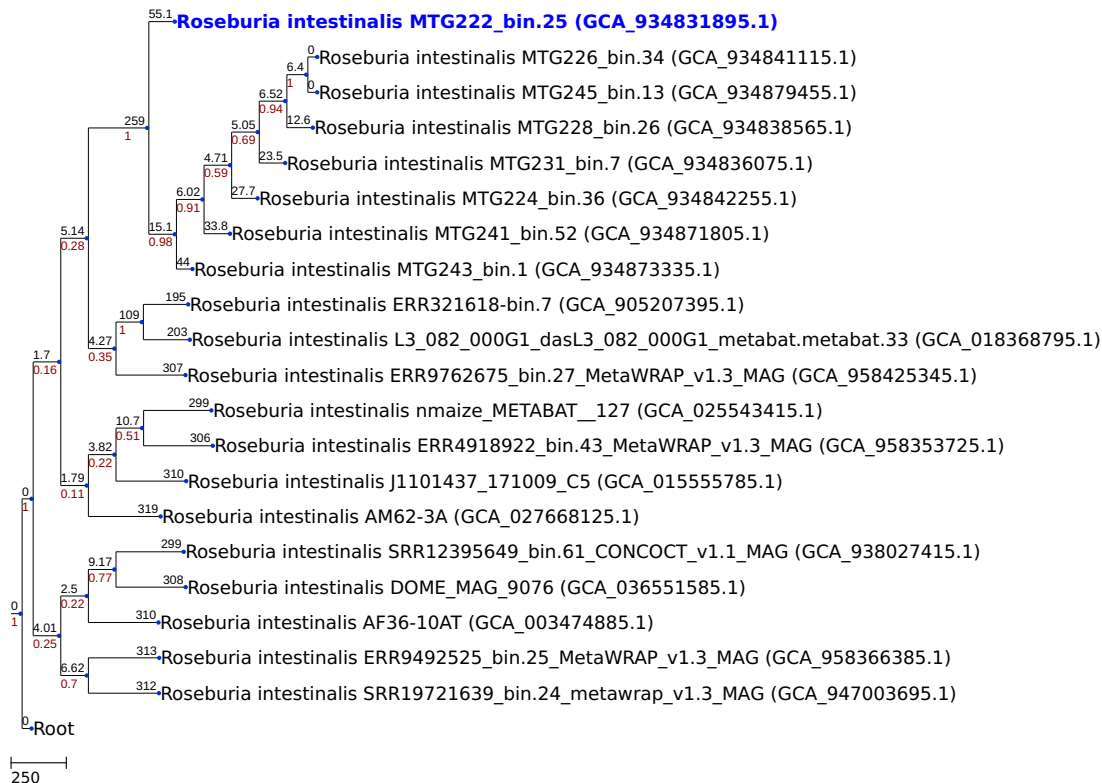 55.1
Roseburia intestinalis MTG222_bin.25 (GCA_934831895.1)
0
Roseburia intestinalis MTG226_bin.34 (GCA_934841115.1)
6.4
1
0
Roseburia intestinalis MTG245_bin.13 (GCA_934879455.1)
6.52
0.94
12.6
Roseburia intestinalis MTG228_bin.26 (GCA_934838565.1)
259
1
5.05
0.69
23.5
Roseburia intestinalis MTG231_bin.7 (GCA_934836075.1)
4.71
0.59
27.7
Roseburia intestinalis MTG224_bin.36 (GCA_934842255.1)
6.02
0.91
33.8
Roseburia intestinalis MTG241_bin.52 (GCA_934871805.1)
15.1
0.98
44
Roseburia intestinalis MTG243_bin.1 (GCA_934873335.1)
5.14
0.28
195
Roseburia intestinalis ERR321618-bin.7 (GCA_905207395.1)
109
1
203
Roseburia intestinalis L3_082_000G1_dasL3_082_000G1_metabat.metabat.33 (GCA_018368795.1)
4.27
0.35
307
Roseburia intestinalis ERR9762675_bin.27_MetaWRAP_v1.3_MAG (GCA_958425345.1)
1.7
0.16
299
Roseburia intestinalis nmaize_METABAT__127 (GCA_025543415.1)
10.7
0.51
306
Roseburia intestinalis ERR4918922_bin.43_MetaWRAP_v1.3_MAG (GCA_958353725.1)
3.82
0.22
310
Roseburia intestinalis J1101437_171009_C5 (GCA_015555785.1)
1.79
0.11
319
Roseburia intestinalis AM62-3A (GCA_027668125.1)
0
1
299
Roseburia intestinalis SRR12395649_bin.61_CONCOCT_v1.1_MAG (GCA_938027415.1)
9.17
0.77
308
Roseburia intestinalis DOME_MAG_9076 (GCA_036551585.1)
2.5
0.22
310
Roseburia intestinalis AF36-10AT (GCA_003474885.1)
0
1
4.01
0.25
313
Roseburia intestinalis ERR9492525_bin.25_MetaWRAP_v1.3_MAG (GCA_958366385.1)
6.62
0.7
312
Roseburia intestinalis SRR19721639_bin.24_metawrap_v1.3_MAG (GCA_947003695.1)
0
Root
250